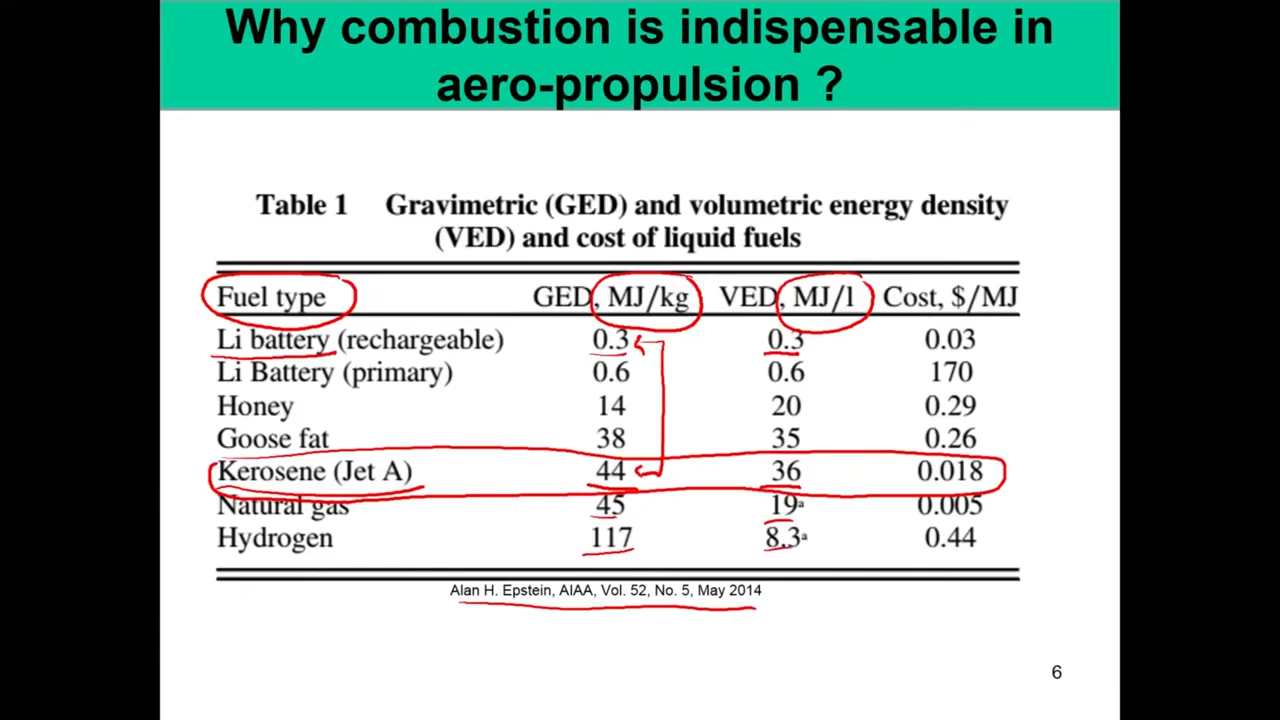 Why combustion is indispensable in
aero-propulsion ?
Table 1 Gravimetric (GED) and volumetric energy density
(VED) and cost of liquid fuels
Fuel type GED, MJ/kg VED, MJ/l Cost, $/MJ
Li battery (rechargeable) 0.3 0.3 0.03
Li Battery (primary) 0.6 0.6 170
Honey 14 20 0.29
Goose fat 38 35 0.26
Kerosene (Jet A) 44 36 0.018
Natural gas 45 19ᵃ 0.005
Hydrogen 117 8.3ᵃ 0.44
Alan H. Epstein, AIAA, Vol. 52, No. 5, May 2014
6